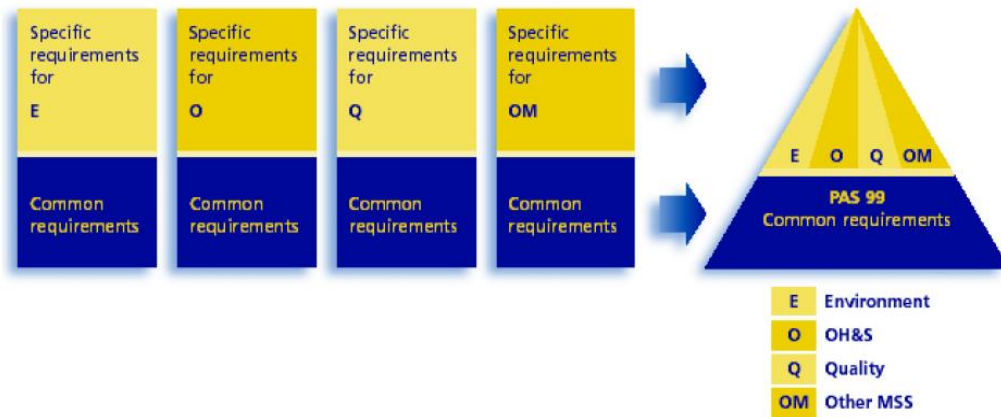 Specific
requirements
for
E
Common
requirements
Specific
requirements
for
O
Common
requirements
Specific
requirements
for
Q
Common
requirements
Specific
requirements
for
OM
Common
requirements
E O Q OM
PAS 99
Common requirements
E Environment
O OH&S
Q Quality
OM Other MSS